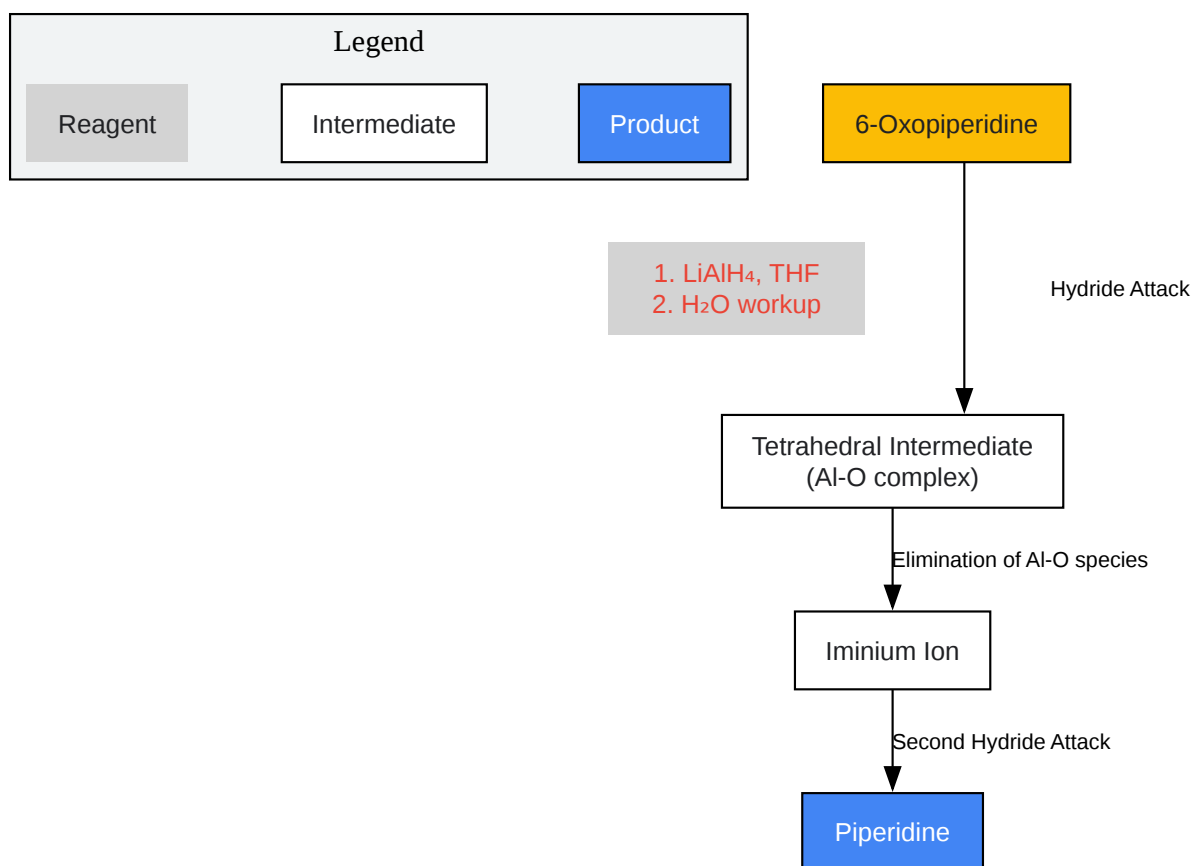 Legend
Reagent
Intermediate
Product
6-Oxopiperidine
1. LiAlH₄, THF
2. H₂O workup
Hydride Attack
Tetrahedral Intermediate
(Al-O complex)
Elimination of Al-O species
Iminium Ion
Second Hydride Attack
Piperidine